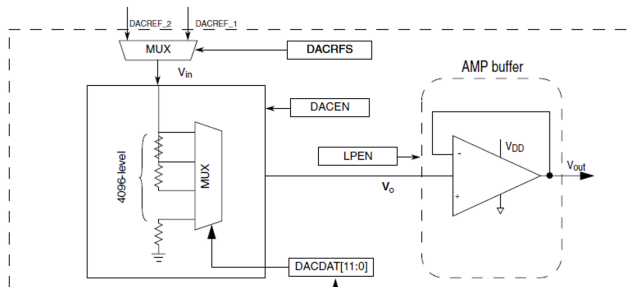 DACREF_2
DACREF_1
MUX
DACRFS
Vin
AMP buffer
DACEN
4096-level
MUX
LPEN
VDD
-
+
Vo
Vout
DACDAT[11:0]